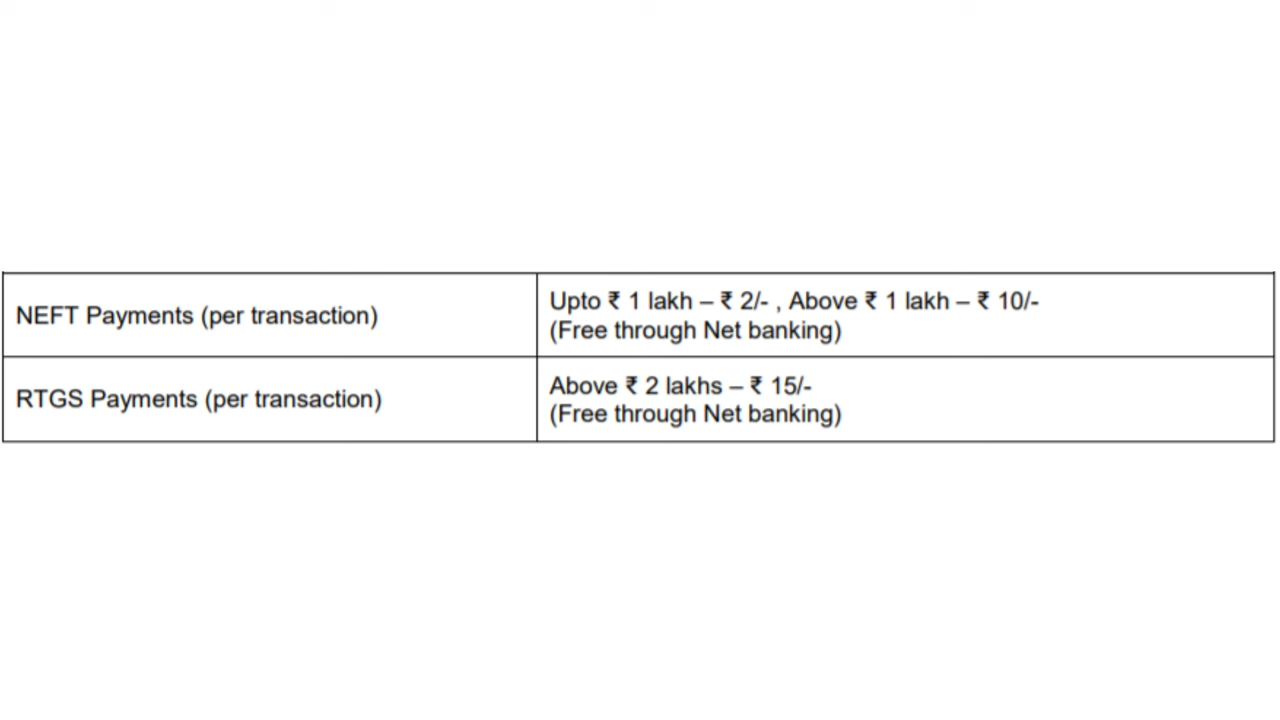 NEFT Payments (per transaction)
Upto ₹ 1 lakh – ₹ 2/- , Above ₹ 1 lakh – ₹ 10/-
(Free through Net banking)
RTGS Payments (per transaction)
Above ₹ 2 lakhs – ₹ 15/-
(Free through Net banking)